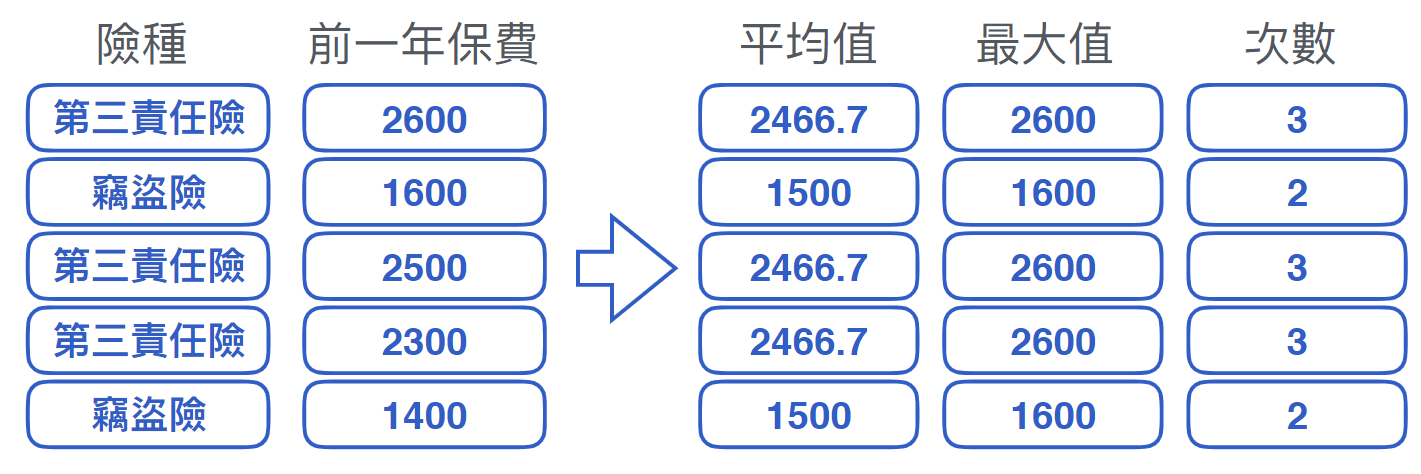 險種 前一年保費 平均值 最大值 次數
第三責任險 2600 2466.7 2600 3
竊盜險 1600 1500 1600 2
第三責任險 2500 2466.7 2600 3
第三責任險 2300 2466.7 2600 3
竊盜險 1400 1500 1600 2